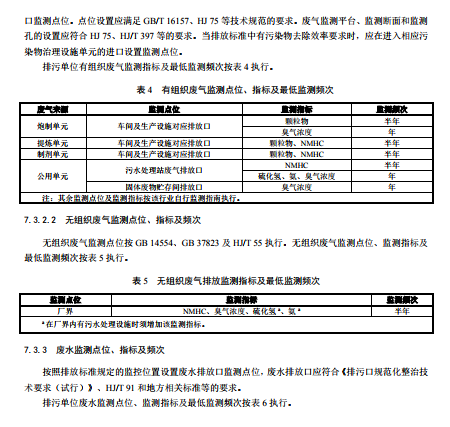 口监测点位。点位设置应满足 GB/T 16157、HJ 75 等技术规范的要求。废气监测平台、监测断面和监测
孔的设置应符合 HJ 75、HJ/T 397 等的要求。当排放标准中有污染物去除效率要求时，应在进入相应污
染物治理设施单元的进口设置监测点位。
排污单位有组织废气监测指标及最低监测频次按表 4 执行。
表 4 有组织废气监测点位、指标及最低监测频次
废气来源 监测点位 监测指标 监测频次
炮制单元 车间及生产设施对应排放口 颗粒物 半年
臭气浓度 年
提炼单元 车间及生产设施对应排放口 颗粒物、NMHC 半年
制剂单元 车间及生产设施对应排放口 颗粒物、NMHC 半年
公用单元 污水处理站废气排放口 NMHC 半年
硫化氢、氨、臭气浓度 年
固体废物贮存间排放口 臭气浓度 年
注：其余监测点位及监测指标按该行业自行监测指南执行。
7.3.2.2 无组织废气监测点位、指标及频次
无组织废气监测点位按 GB 14554、GB 37823 及 HJ/T 55 执行。无组织废气监测点位、监测指标及
最低监测频次按表 5 执行。
表 5 无组织废气排放监测指标及最低监测频次
监测点位 监测指标 监测频次
厂界 NMHC、臭气浓度、硫化氢ᵃ、氨ᵃ 半年
ᵃ 在厂界内有污水处理设施时须增加该监测指标。
7.3.3 废水监测点位、指标及频次
按照排放标准规定的监控位置设置废水排放口监测点位，废水排放口应符合《排污口规范化整治技
术要求（试行）》、HJ/T 91 和地方相关标准等的要求。
排污单位废水监测点位、监测指标及最低监测频次按表 6 执行。